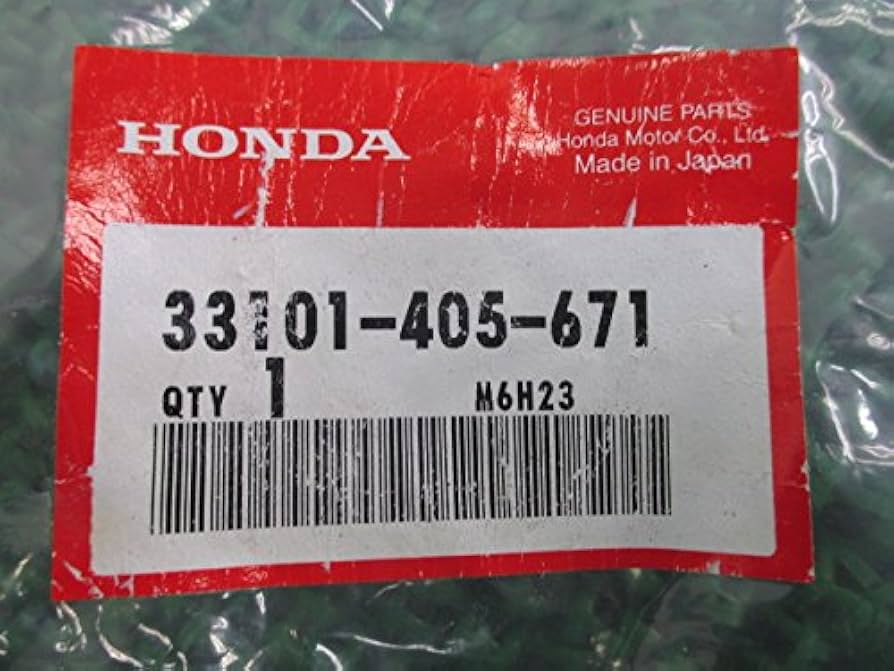 HONDA
GENUINE PARTS
Honda Motor Co., Ltd.
Made in Japan
33101-405-671
QTY 1 M6H23